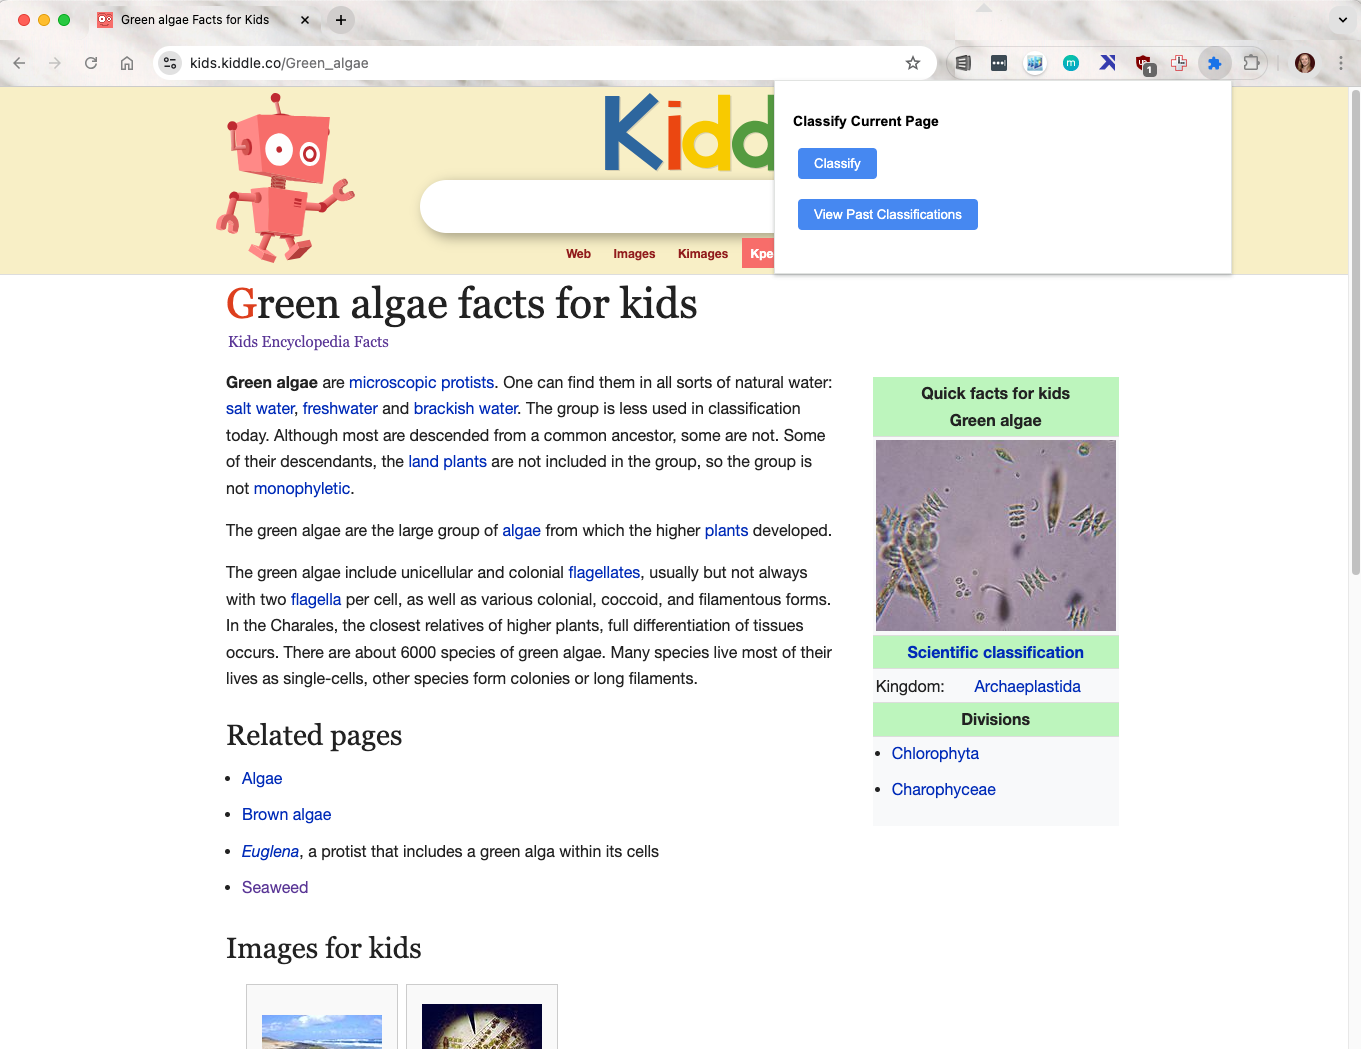 Green algae Facts for Kids
kids.kiddle.co/Green_algae
m
1
Kidd
Classify Current Page
Classify
View Past Classifications
Web Images Kimages Kpe
Green algae facts for kids
Kids Encyclopedia Facts
Green algae are microscopic protists. One can find them in all sorts of natural water:
salt water, freshwater and brackish water. The group is less used in classification
today. Although most are descended from a common ancestor, some are not. Some
of their descendants, the land plants are not included in the group, so the group is
not monophyletic.
The green algae are the large group of algae from which the higher plants developed.
The green algae include unicellular and colonial flagellates, usually but not always
with two flagella per cell, as well as various colonial, coccoid, and filamentous forms.
In the Charales, the closest relatives of higher plants, full differentiation of tissues
occurs. There are about 6000 species of green algae. Many species live most of their
lives as single-cells, other species form colonies or long filaments.
Quick facts for kids
Green algae
Scientific classification
Kingdom: Archaeplastida
Divisions
• Chlorophyta
• Charophyceae
Related pages
• Algae
• Brown algae
• Euglena, a protist that includes a green alga within its cells
• Seaweed
Images for kids